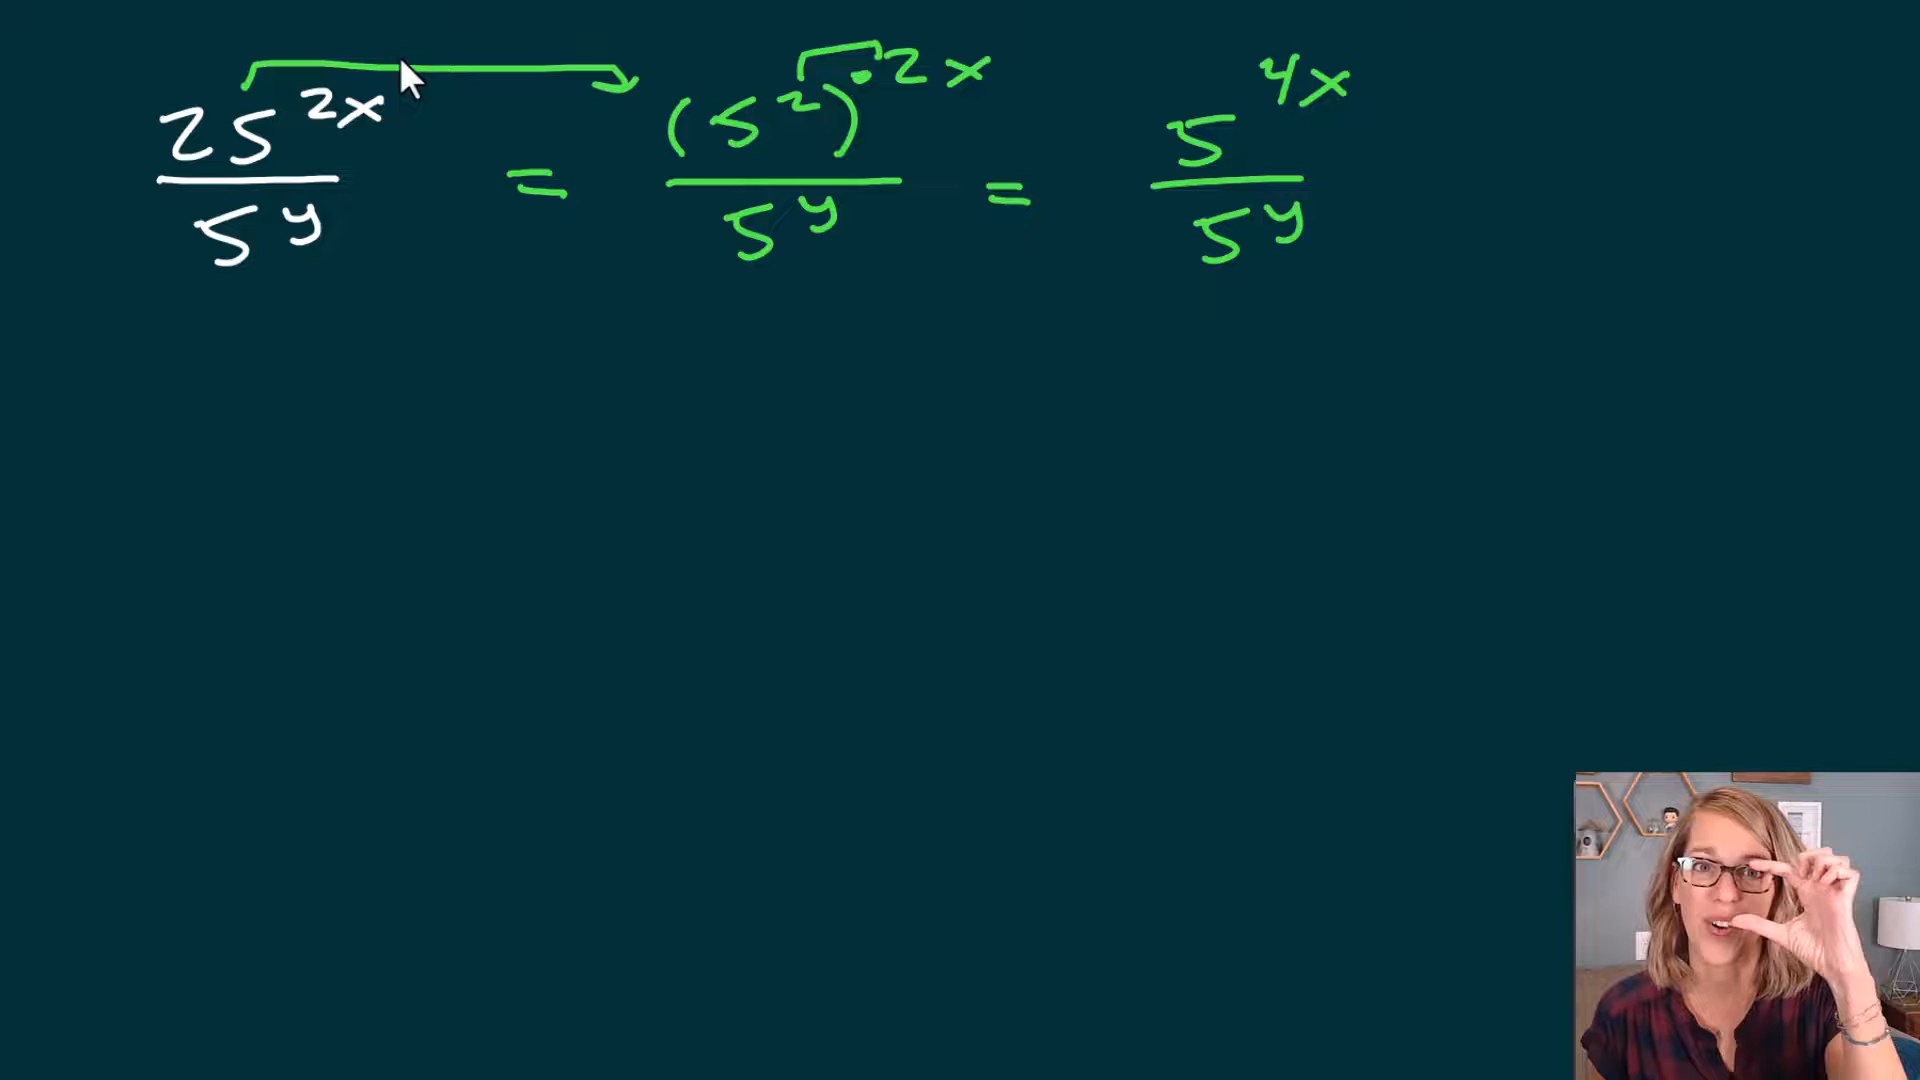 25^2x / 5^y = (5^2)^·2x / 5^y = 5^4x / 5^y